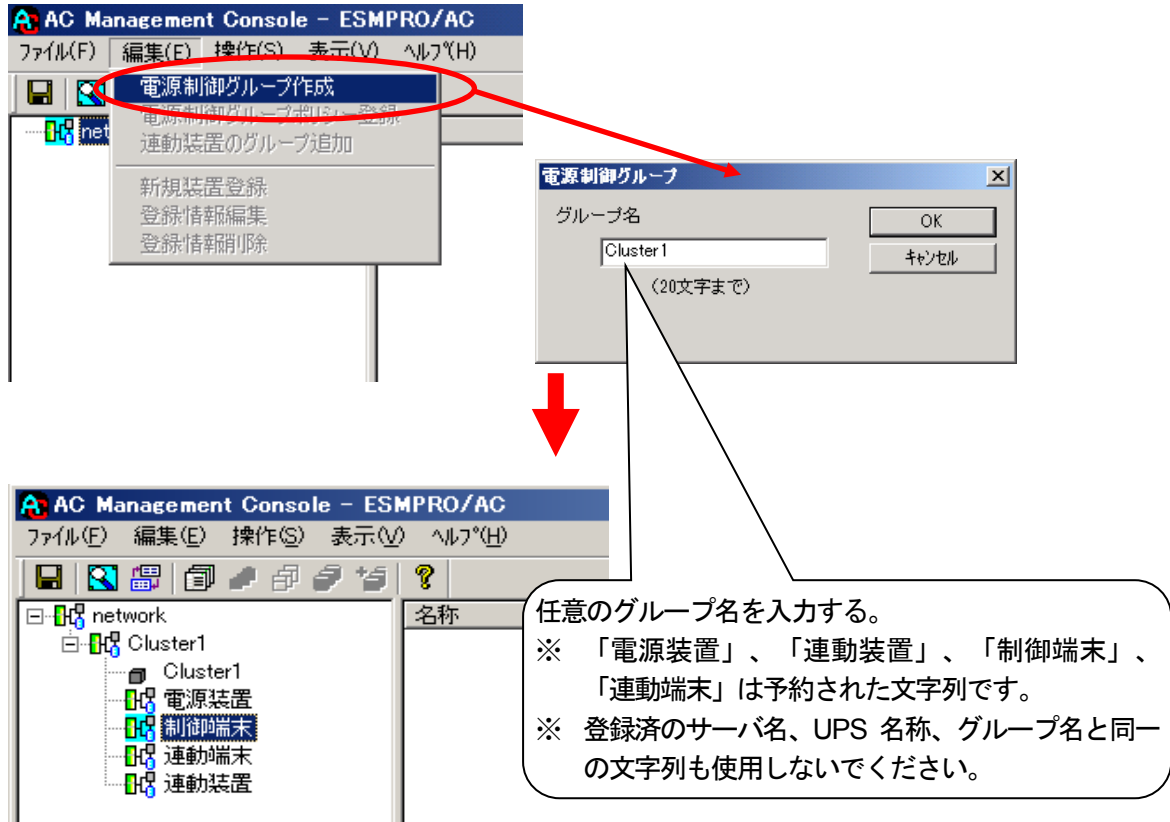 AC Management Console - ESMPRO/AC
ファイル(F) 編集(E) 操作(S) 表示(V) ヘルプ(H)
電源制御グループ作成
電源制御グループポリシー登録
連動装置のグループ追加
新規装置登録
登録情報編集
登録情報削除
net
電源制御グループ
グループ名
OK
Cluster1
キャンセル
(20文字まで)
AC Management Console - ESMPRO/AC
ファイル(F) 編集(E) 操作(S) 表示(V) ヘルプ(H)
network
名称
Cluster1
Cluster1
電源装置
制御端末
連動端末
連動装置
任意のグループ名を入力する。
※ 「電源装置」、「連動装置」、「制御端末」、
「連動端末」は予約された文字列です。
※ 登録済のサーバ名、UPS 名称、グループ名と同一
の文字列も使用しないでください。